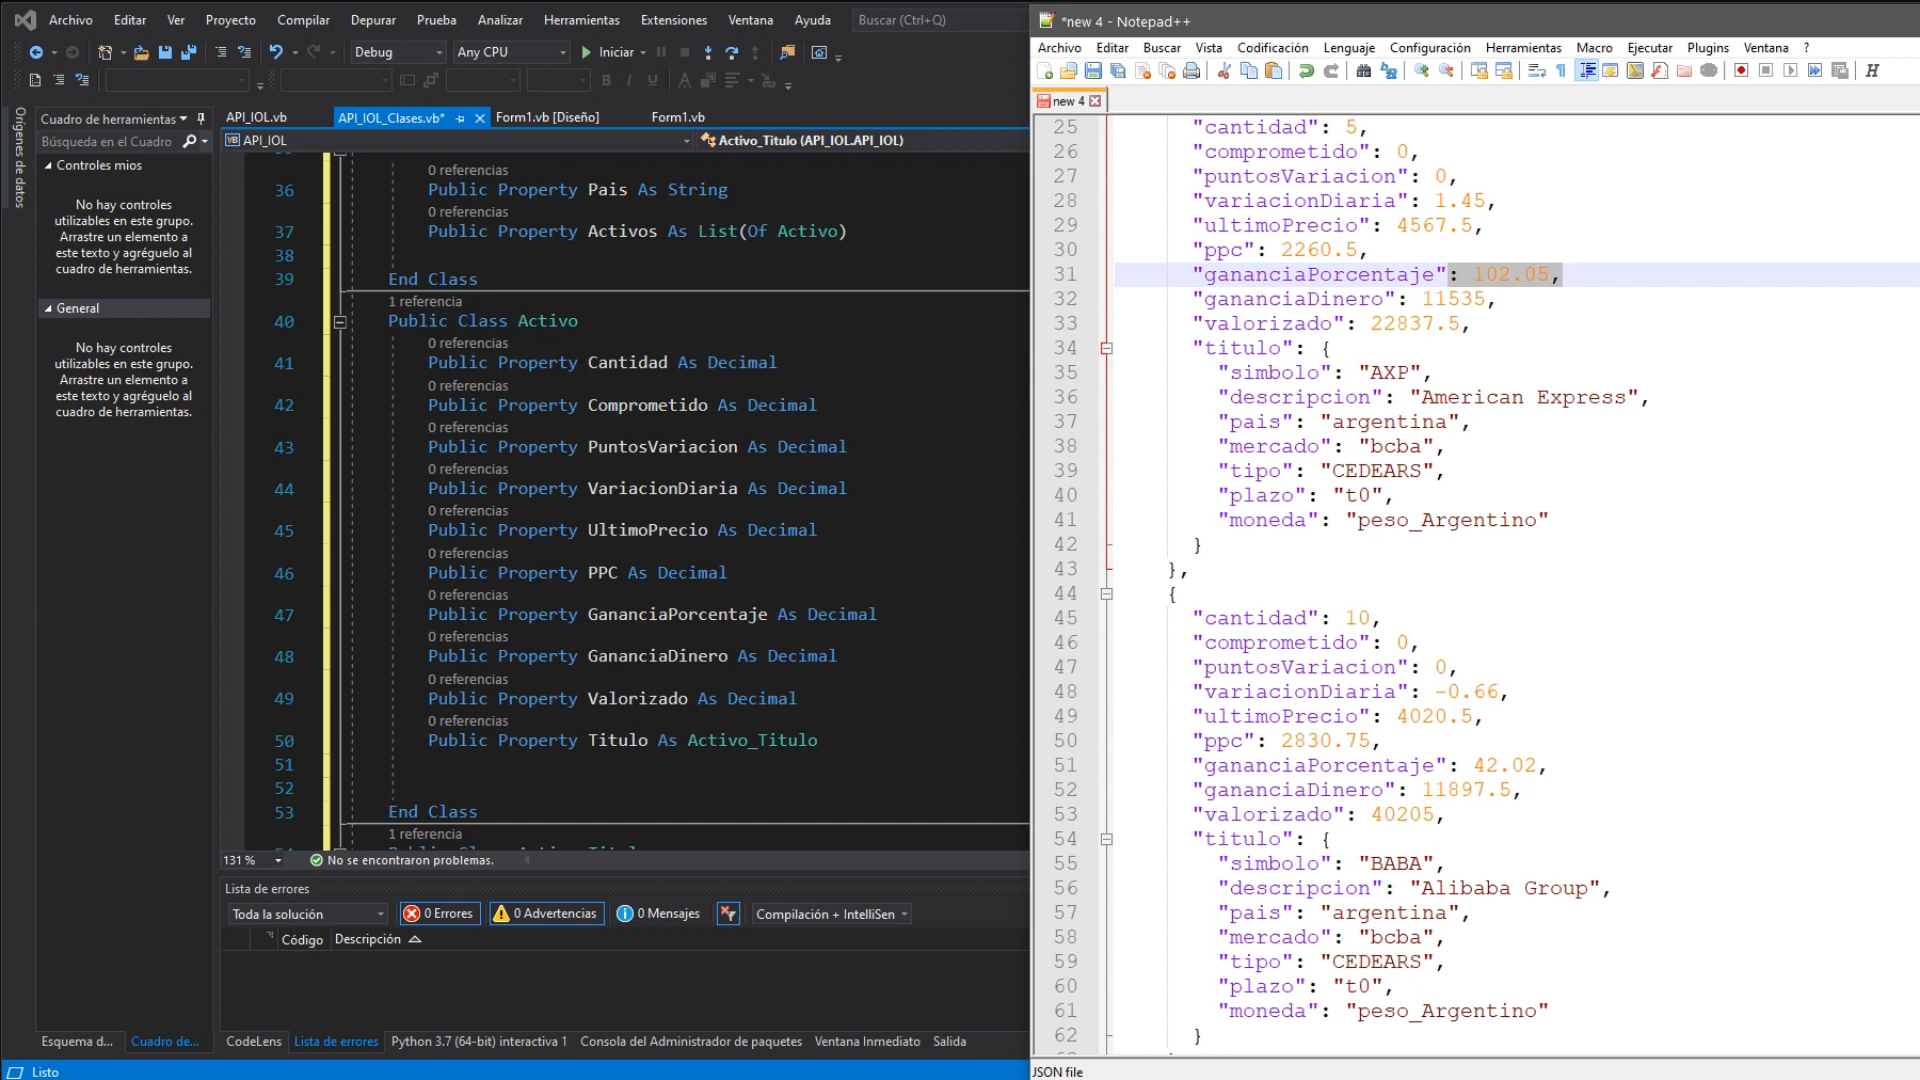 Archivo Editar Ver Proyecto Compilar Depurar Prueba Analizar Herramientas Extensiones Ventana Ayuda Buscar (Ctrl+Q)
Debug Any CPU Iniciar
Orígenes de datos
Cuadro de herramientas
Búsqueda en el Cuadro
Controles mios
No hay controles
utilizables en este grupo.
Arrastre un elemento a
este texto y agréguelo al
cuadro de herramientas.
General
No hay controles
utilizables en este grupo.
Arrastre un elemento a
este texto y agréguelo al
cuadro de herramientas.
Esquema d... Cuadro de...
API_IOL.vb API_IOL_Clases.vb* Form1.vb [Diseño] Form1.vb
API_IOL Activo_Titulo (API_IOL.API_IOL)
0 referencias
36 Public Property Pais As String
0 referencias
37 Public Property Activos As List(Of Activo)
38
39 End Class
1 referencia
40 Public Class Activo
0 referencias
41 Public Property Cantidad As Decimal
0 referencias
42 Public Property Comprometido As Decimal
0 referencias
43 Public Property PuntosVariacion As Decimal
0 referencias
44 Public Property VariacionDiaria As Decimal
0 referencias
45 Public Property UltimoPrecio As Decimal
0 referencias
46 Public Property PPC As Decimal
0 referencias
47 Public Property GananciaPorcentaje As Decimal
0 referencias
48 Public Property GananciaDinero As Decimal
0 referencias
49 Public Property Valorizado As Decimal
0 referencias
50 Public Property Titulo As Activo_Titulo
51
52
53 End Class
1 referencia
131 % No se encontraron problemas.
Lista de errores
Toda la solución 0 Errores 0 Advertencias 0 Mensajes Compilación + IntelliSen
Código Descripción
CodeLens Lista de errores Python 3.7 (64-bit) interactiva 1 Consola del Administrador de paquetes Ventana Inmediato Salida
Listo
*new 4 - Notepad++
Archivo Editar Buscar Vista Codificación Lenguaje Configuración Herramientas Macro Ejecutar Plugins Ventana ?
new 4
25 "cantidad": 5,
26 "comprometido": 0,
27 "puntosVariacion": 0,
28 "variacionDiaria": 1.45,
29 "ultimoPrecio": 4567.5,
30 "ppc": 2260.5,
31 "gananciaPorcentaje": 102.05,
32 "gananciaDinero": 11535,
33 "valorizado": 22837.5,
34 "titulo": {
35 "simbolo": "AXP",
36 "descripcion": "American Express",
37 "pais": "argentina",
38 "mercado": "bcba",
39 "tipo": "CEDEARS",
40 "plazo": "t0",
41 "moneda": "peso_Argentino"
42 }
43 },
44 {
45 "cantidad": 10,
46 "comprometido": 0,
47 "puntosVariacion": 0,
48 "variacionDiaria": -0.66,
49 "ultimoPrecio": 4020.5,
50 "ppc": 2830.75,
51 "gananciaPorcentaje": 42.02,
52 "gananciaDinero": 11897.5,
53 "valorizado": 40205,
54 "titulo": {
55 "simbolo": "BABA",
56 "descripcion": "Alibaba Group",
57 "pais": "argentina",
58 "mercado": "bcba",
59 "tipo": "CEDEARS",
60 "plazo": "t0",
61 "moneda": "peso_Argentino"
62 }
JSON file